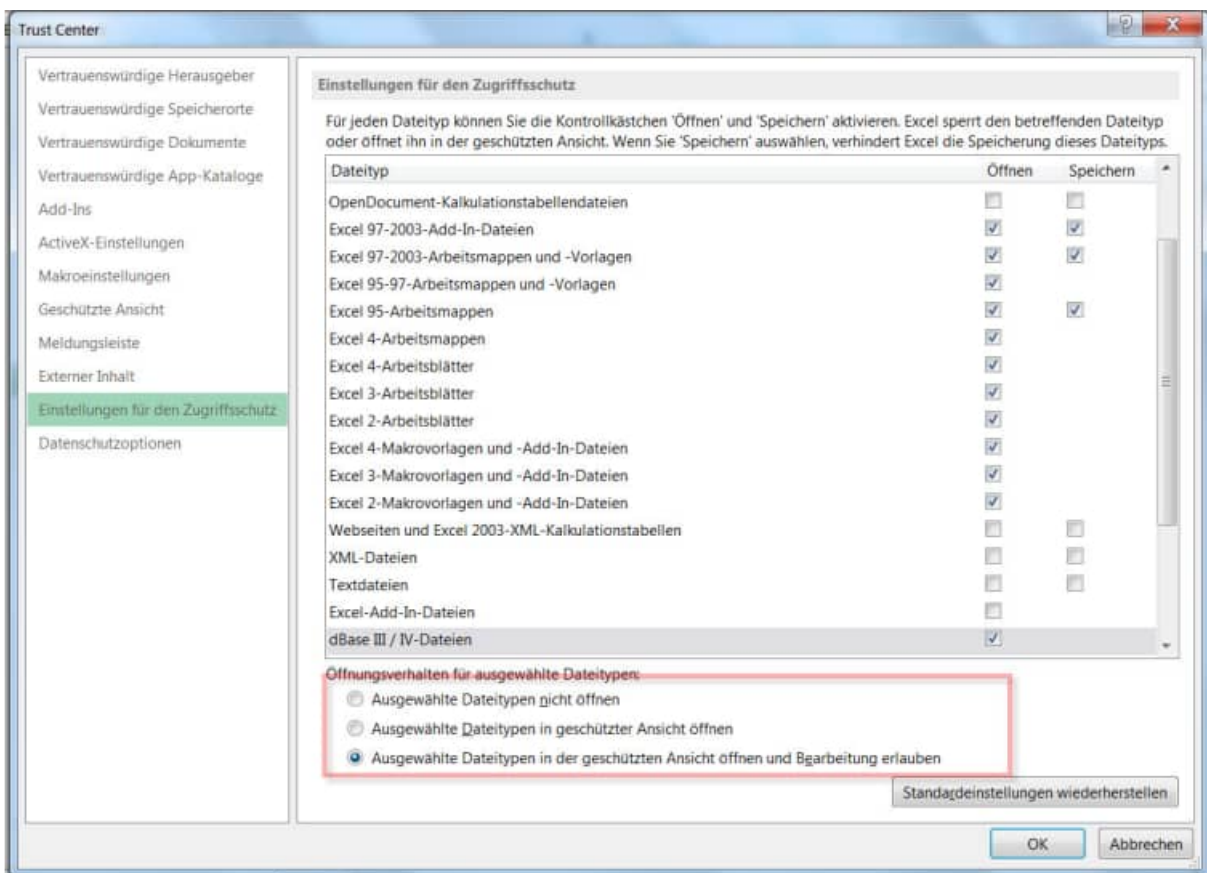 Trust Center
Vertrauenswürdige Herausgeber
Vertrauenswürdige Speicherorte
Vertrauenswürdige Dokumente
Vertrauenswürdige App-Kataloge
Add-Ins
ActiveX-Einstellungen
Makroeinstellungen
Geschützte Ansicht
Meldungsleiste
Externer Inhalt
Einstellungen für den Zugriffsschutz
Datenschutzoptionen
Einstellungen für den Zugriffsschutz
Für jeden Dateityp können Sie die Kontrollkästchen 'Öffnen' und 'Speichern' aktivieren. Excel sperrt den betreffenden Dateityp
oder öffnet ihn in der geschützten Ansicht. Wenn Sie 'Speichern' auswählen, verhindert Excel die Speicherung dieses Dateityps.
Dateityp Öffnen Speichern
OpenDocument-Kalkulationstabellendateien
Excel 97-2003-Add-In-Dateien
Excel 97-2003-Arbeitsmappen und -Vorlagen
Excel 95-97-Arbeitsmappen und -Vorlagen
Excel 95-Arbeitsmappen
Excel 4-Arbeitsmappen
Excel 4-Arbeitsblätter
Excel 3-Arbeitsblätter
Excel 2-Arbeitsblätter
Excel 4-Makrovorlagen und -Add-In-Dateien
Excel 3-Makrovorlagen und -Add-In-Dateien
Excel 2-Makrovorlagen und -Add-In-Dateien
Webseiten und Excel 2003-XML-Kalkulationstabellen
XML-Dateien
Textdateien
Excel-Add-In-Dateien
dBase III / IV-Dateien
Öffnungsverhalten für ausgewählte Dateitypen:
Ausgewählte Dateitypen nicht öffnen
Ausgewählte Dateitypen in geschützter Ansicht öffnen
Ausgewählte Dateitypen in der geschützten Ansicht öffnen und Bearbeitung erlauben
Standardeinstellungen wiederherstellen
OK Abbrechen